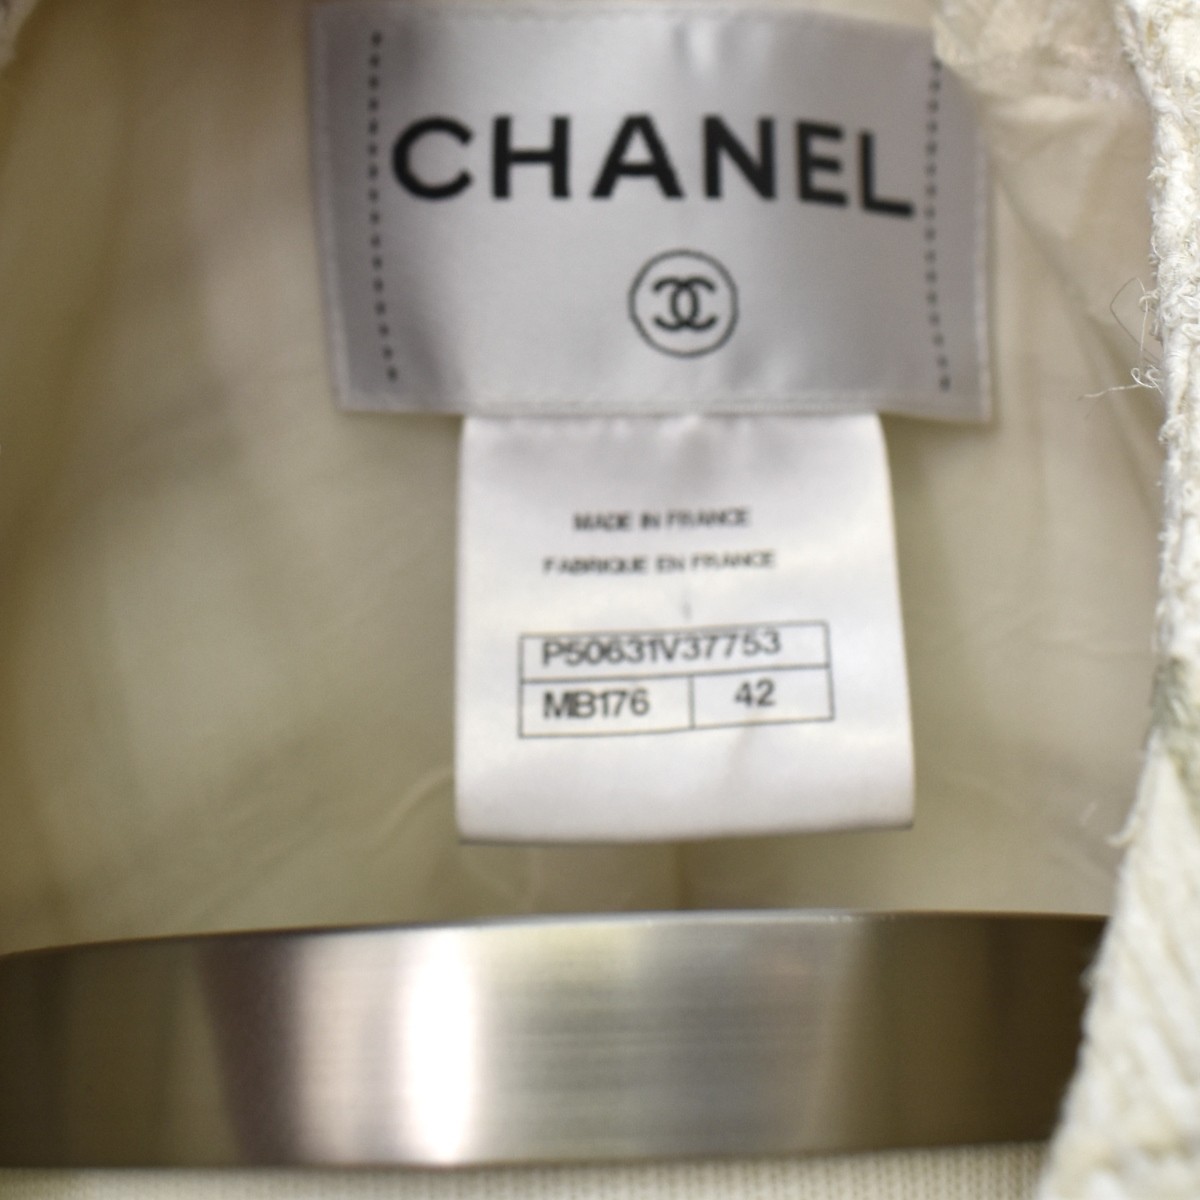 CHANEL
MADE IN FRANCE
FABRIQUE EN FRANCE
P50631V37753
MB176 42